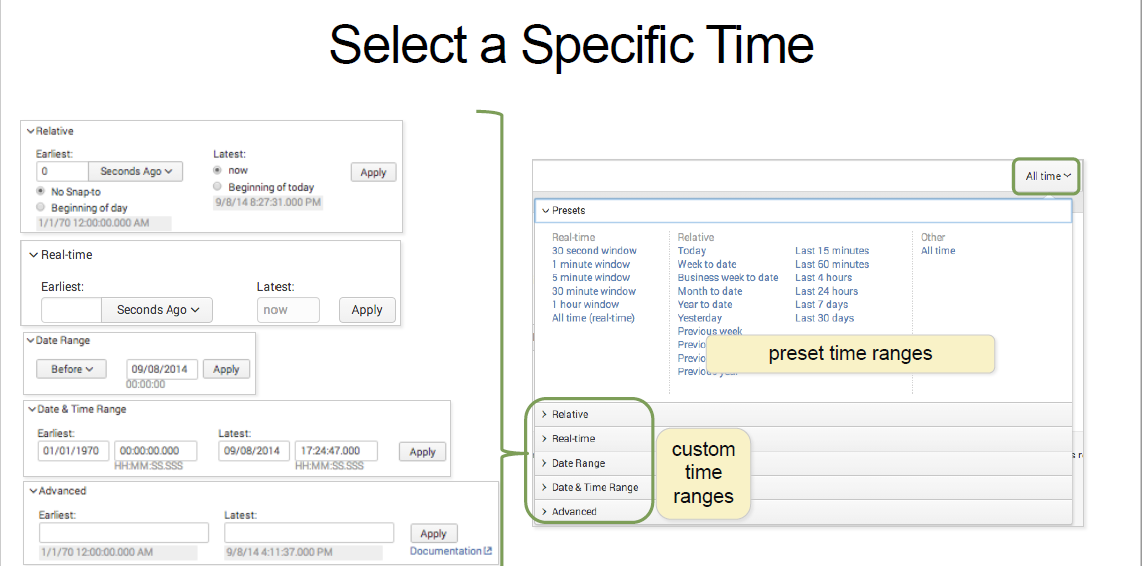 Select a Specific Time
Relative
Earliest:
0 Seconds Ago
No Snap-to
Beginning of day
1/1/70 12:00:00.000 AM
Latest:
now
Beginning of today
9/8/14 8:27:31.000 PM
Apply
Real-time
Earliest:
Seconds Ago
Latest:
now
Apply
Date Range
Before 09/08/2014 Apply
00:00:00
Date & Time Range
Earliest:
01/01/1970 00:00:00.000
HH:MM:SS.SSS
Latest:
09/08/2014 17:24:47.000
HH:MM:SS.SSS
Apply
Advanced
Earliest:
1/1/70 12:00:00.000 AM
Latest:
9/8/14 4:11:37.000 PM
Apply
Documentation
All time
Presets
Real-time
30 second window
1 minute window
5 minute window
30 minute window
1 hour window
All time (real-time)
Relative
Today
Week to date
Business week to date
Month to date
Year to date
Yesterday
Previous week
Previous year
Last 15 minutes
Last 60 minutes
Last 4 hours
Last 24 hours
Last 7 days
Last 30 days
Other
All time
preset time ranges
Relative
Real-time
Date Range
Date & Time Range
Advanced
custom
time
ranges